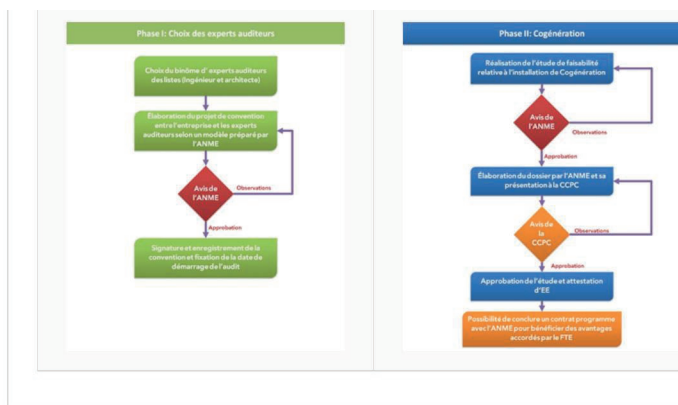 Phase I: Choix des experts auditeurs
Choix du binôme d' experts auditeurs
des listes (Ingénieur et architecte)
Élaboration du projet de convention
entre l'entreprise et les experts
auditeurs selon un modèle préparé par
l'ANME
Avis de
l'ANME
Observations
Approbation
Signature et enregistrement de la
convention et fixation de la date de
démarrage de l'audit
Phase II: Cogénération
Réalisation de l'étude de faisabilité
relative à l'installation de Cogénération
Avis de
l'ANME
Observations
Approbation
Élaboration du dossier par l'ANME et sa
présentation à la CCPC
Avis de
la
CCPC
Observations
Approbation
Approbation de l'étude et attestation
d'EE
Possibilité de conclure un contrat programme
avec l'ANME pour bénéficier des avantages
accordés par le FTE